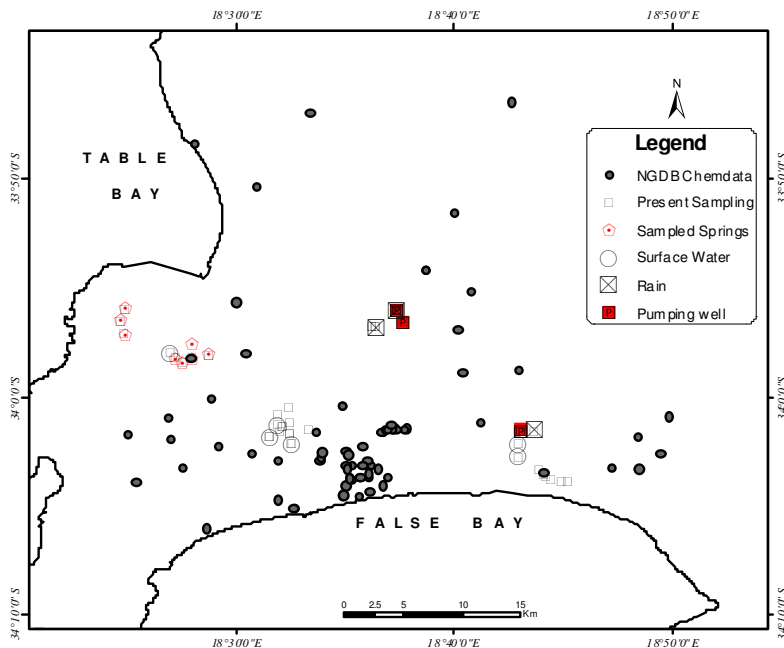 18°30'0"E
18°40'0"E
18°50'0"E
N
Legend
NGDB Chemdata
Present Sampling
Sampled Springs
Surface Water
Rain
P Pumping well
TABLE
BAY
33°50'0"S
33°50'0"S
34°0'0"S
34°0'0"S
P
P
P
FALSE BAY
0 2.5 5 10 15
Km
34°10'0"S
34°10'0"S
18°30'0"E
18°40'0"E
18°50'0"E